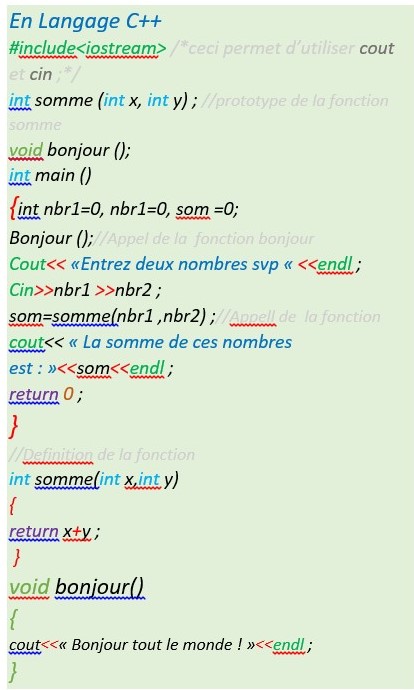 En Langage C++
#include<iostream> /*ceci permet d’utiliser cout
et cin ;*/
int somme (int x, int y) ; //prototype de la fonction
somme
void bonjour ();
int main ()
{int nbr1=0, nbr1=0, som =0;
Bonjour ();//Appel de la  fonction bonjour
Cout<< «Entrez deux nombres svp « <<endl ;
Cin>>nbr1 >>nbr2 ;
som=somme(nbr1 ,nbr2) ;//Appell de  la fonction
cout<< « La somme de ces nombres
est : »<<som<<endl ;
return 0 ;
}
//Definition de la fonction
int somme(int x,int y)
{
return x+y ;
}
void bonjour()
{
cout<<« Bonjour tout le monde ! »<<endl ;
}